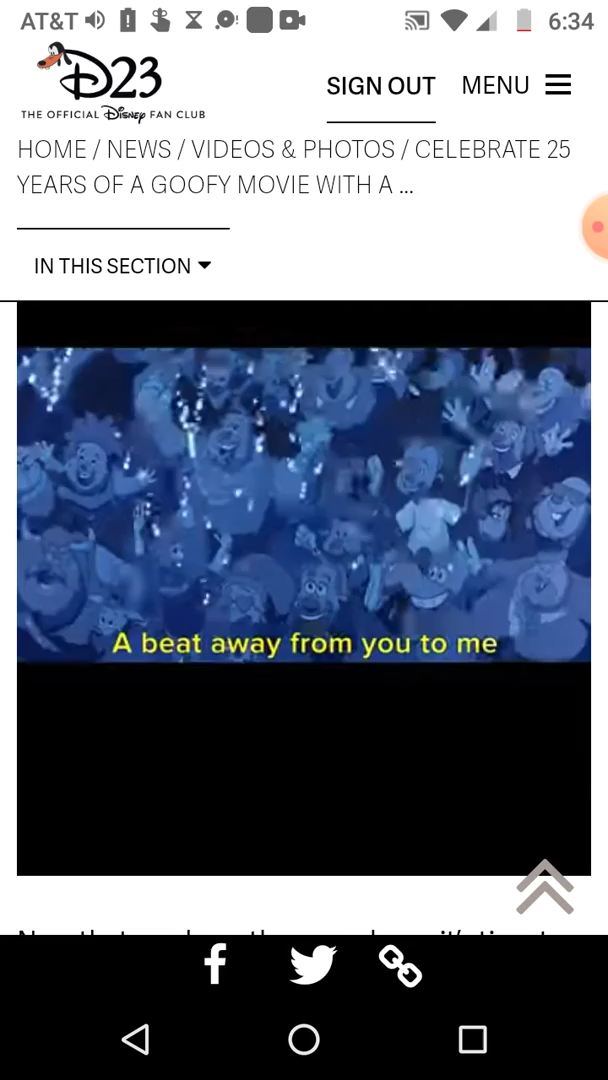 AT&T 6:34
D23
THE OFFICIAL Disney FAN CLUB
SIGN OUT MENU
HOME / NEWS / VIDEOS & PHOTOS / CELEBRATE 25
YEARS OF A GOOFY MOVIE WITH A ...
IN THIS SECTION
A beat away from you to me